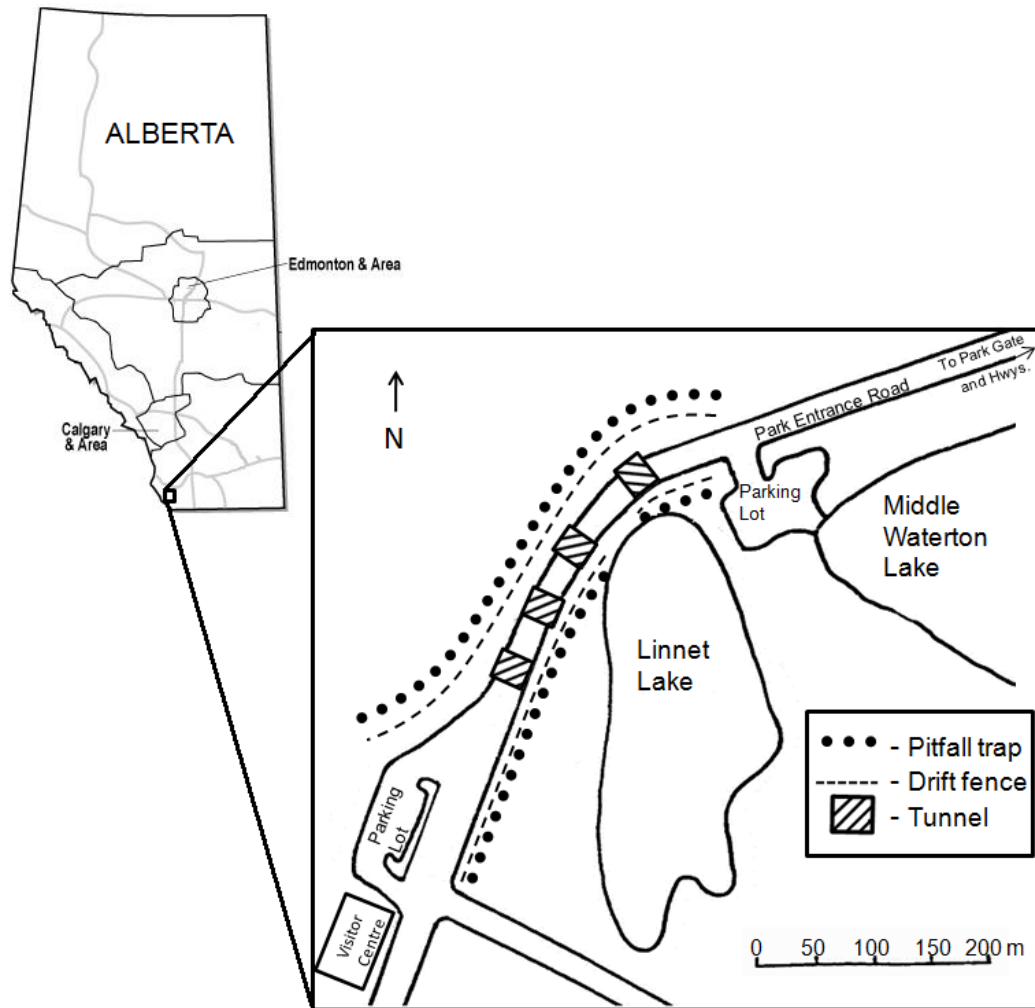 ALBERTA
Edmonton & Area
Calgary
& Area
N
To Park Gate
and Hwys.
Park Entrance Road
Parking
Lot
Middle
Waterton
Lake
Linnet
Lake
Parking
Lot
Visitor
Centre
- Pitfall trap
- Drift fence
- Tunnel
0 50 100 150 200 m